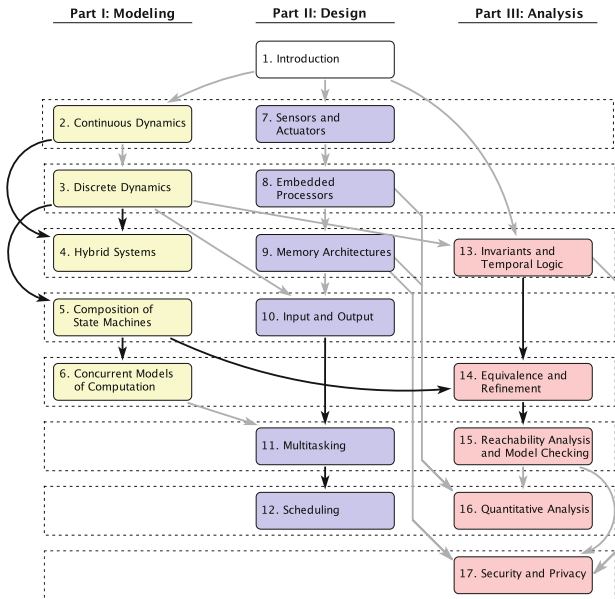 Part I: Modeling
Part II: Design
Part III: Analysis
1. Introduction
2. Continuous Dynamics
7. Sensors and
Actuators
3. Discrete Dynamics
8. Embedded
Processors
4. Hybrid Systems
9. Memory Architectures
13. Invariants and
Temporal Logic
5. Composition of
State Machines
10. Input and Output
6. Concurrent Models
of Computation
14. Equivalence and
Refinement
11. Multitasking
15. Reachability Analysis
and Model Checking
12. Scheduling
16. Quantitative Analysis
17. Security and Privacy